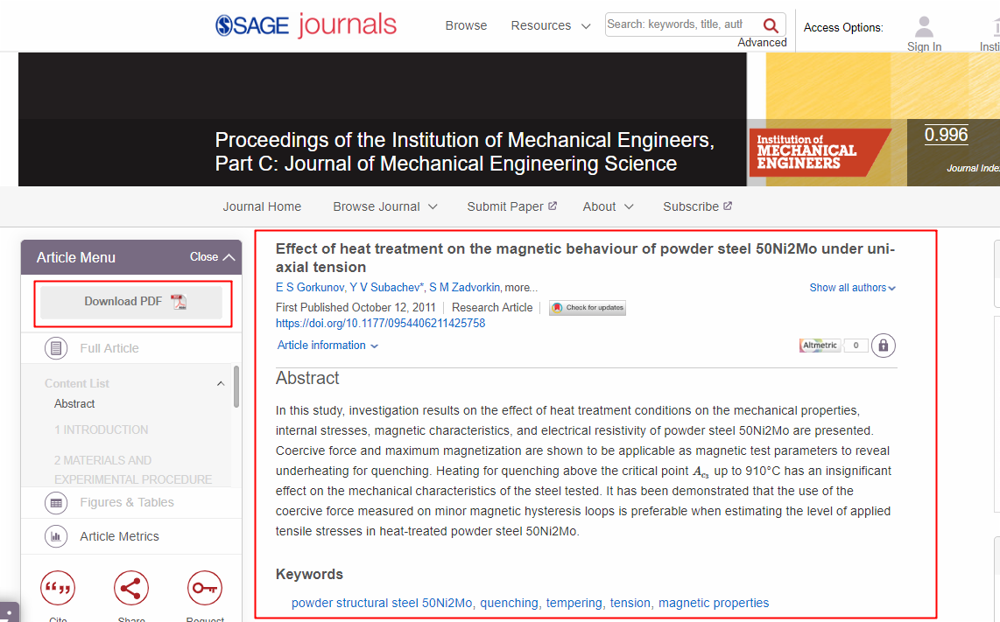 SAGE journals
Browse
Resources
Search: keywords, title, aut
Advanced
Access Options:
Sign In
Proceedings of the Institution of Mechanical Engineers,
Part C: Journal of Mechanical Engineering Science
Institution of
MECHANICAL
ENGINEERS
0.996
Journal Home
Browse Journal
Submit Paper
About
Subscribe
Article Menu
Close
Download PDF
Full Article
Content List
Abstract
1 INTRODUCTION
2 MATERIALS AND
EXPERIMENTAL PROCEDURE
Figures & Tables
Article Metrics
Cite
Share
Request
Effect of heat treatment on the magnetic behaviour of powder steel 50Ni2Mo under uni-
axial tension
E S Gorkunov, Y V Subachev*, S M Zadvorkin, more...
Show all authors
First Published October 12, 2011
Research Article
Check for updates
https://doi.org/10.1177/0954406211425758
Article information
Altmetric
0
Abstract
In this study, investigation results on the effect of heat treatment conditions on the mechanical properties,
internal stresses, magnetic characteristics, and electrical resistivity of powder steel 50Ni2Mo are presented.
Coercive force and maximum magnetization are shown to be applicable as magnetic test parameters to reveal
underheating for quenching. Heating for quenching above the critical point Ac3 up to 910°C has an insignificant
effect on the mechanical characteristics of the steel tested. It has been demonstrated that the use of the
coercive force measured on minor magnetic hysteresis loops is preferable when estimating the level of applied
tensile stresses in heat-treated powder steel 50Ni2Mo.
Keywords
powder structural steel 50Ni2Mo, quenching, tempering, tension, magnetic properties